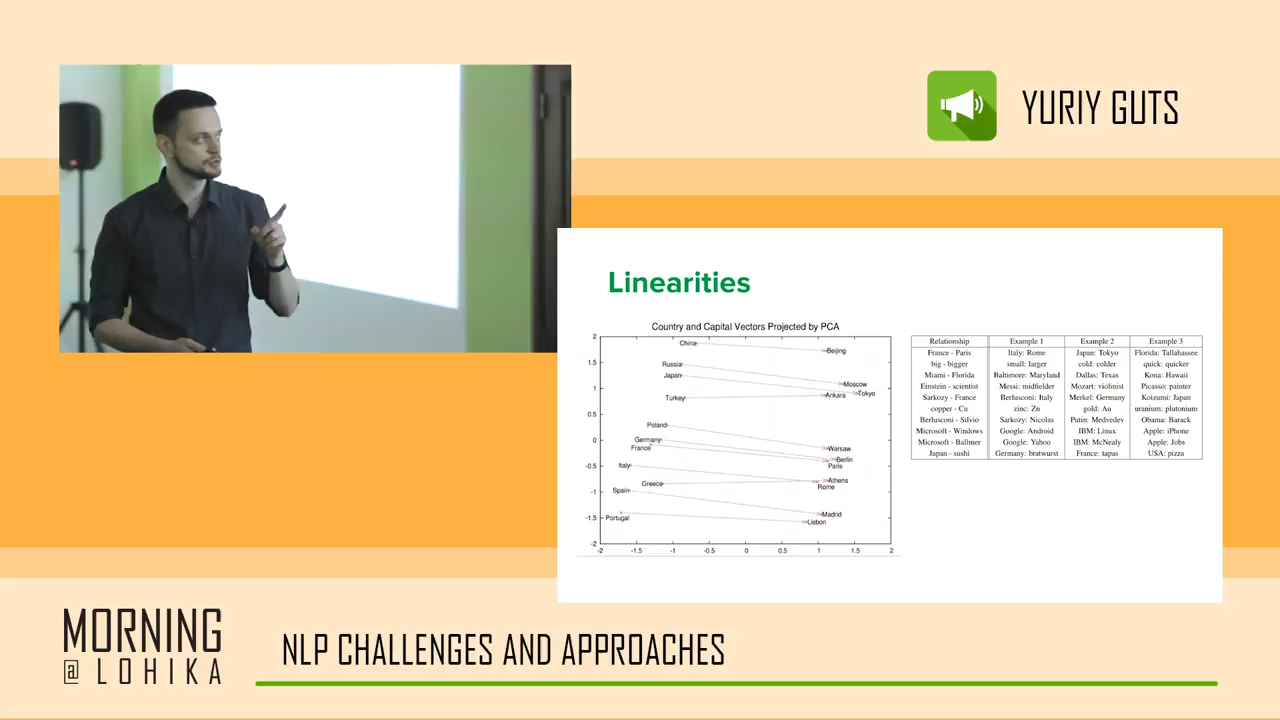 YURIY GUTS
Linearities
Country and Capital Vectors Projected by PCA
2
1.5
1
0.5
0
-0.5
-1
-1.5
-2
-2 -1.5 -1 -0.5 0 0.5 1 1.5 2
China
Beijing
Russia
Japan
Moscow
Tokyo
Turkey
Ankara
Poland
Germany
France
Warsaw
Berlin
Paris
Italy
Greece
Athens
Rome
Spain
Madrid
Portugal
Lisbon
Relationship Example 1 Example 2 Example 3
France - Paris Italy: Rome Japan: Tokyo Florida: Tallahassee
big - bigger small: larger cold: colder quick: quicker
Miami - Florida Baltimore: Maryland Dallas: Texas Kona: Hawaii
Einstein - scientist Messi: midfielder Mozart: violinist Picasso: painter
Sarkozy - France Berlusconi: Italy Merkel: Germany Koizumi: Japan
copper - Cu zinc: Zn gold: Au uranium: plutonium
Berlusconi - Silvio Sarkozy: Nicolas Putin: Medvedev Obama: Barack
Microsoft - Windows Google: Android IBM: Linux Apple: iPhone
Microsoft - Ballmer Google: Yahoo IBM: McNealy Apple: Jobs
Japan - sushi Germany: bratwurst France: tapas USA: pizza
MORNING
@ LOHIKA
NLP CHALLENGES AND APPROACHES